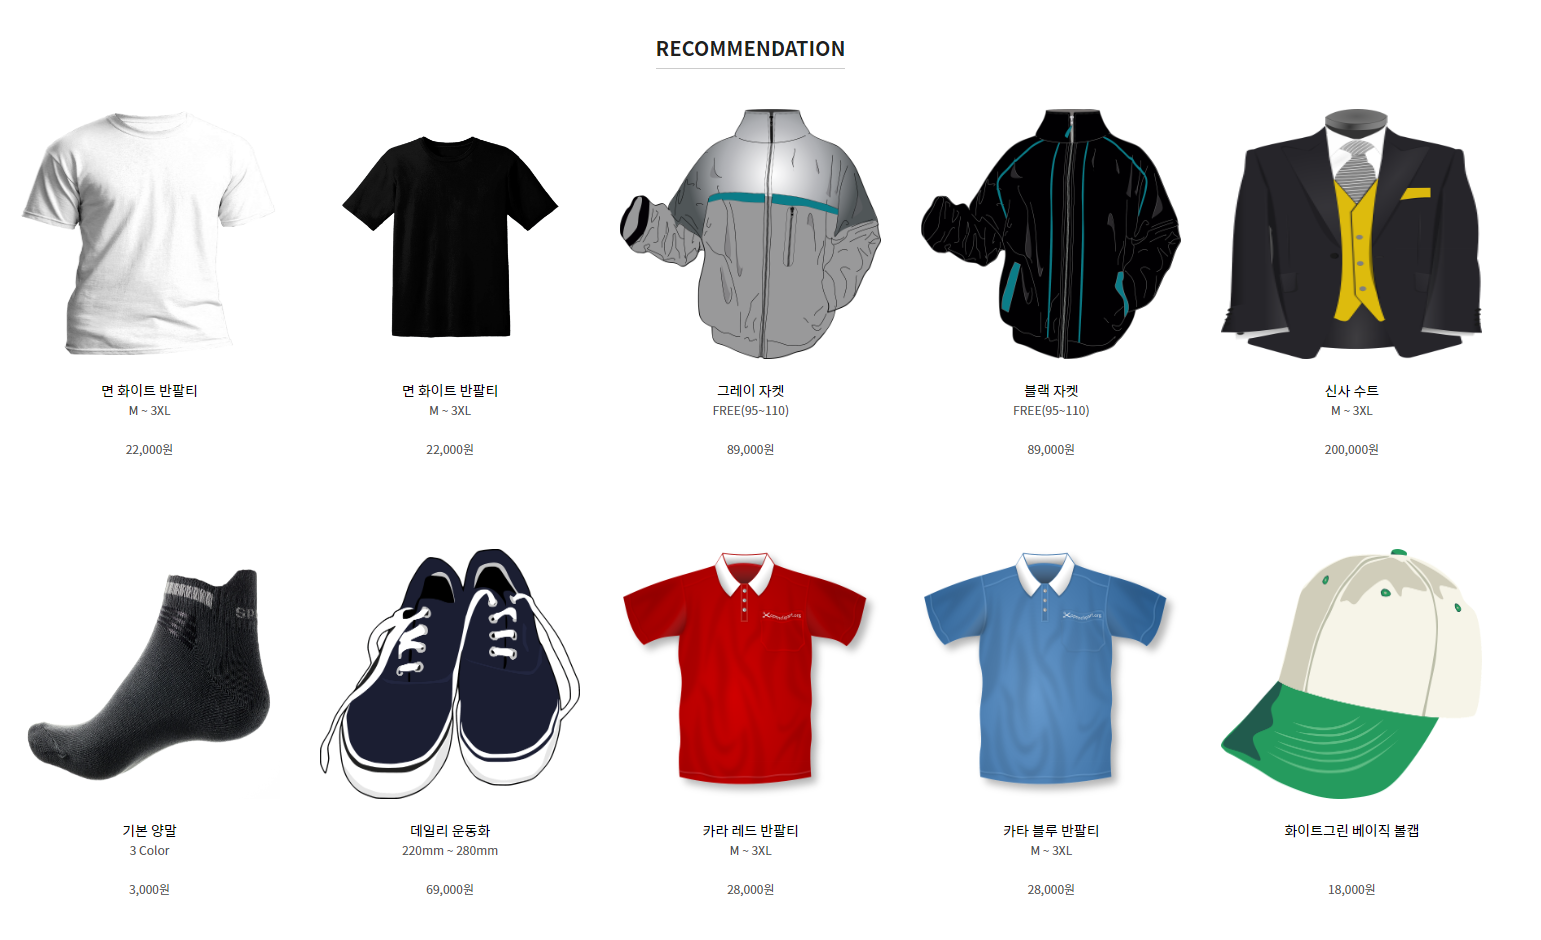 RECOMMENDATION
면 화이트 반팔티
M ~ 3XL
22,000원
면 화이트 반팔티
M ~ 3XL
22,000원
그레이 자켓
FREE(95~110)
89,000원
블랙 자켓
FREE(95~110)
89,000원
신사 수트
M ~ 3XL
200,000원
기본 양말
3 Color
3,000원
데일리 운동화
220mm ~ 280mm
69,000원
카라 레드 반팔티
M ~ 3XL
28,000원
카타 블루 반팔티
M ~ 3XL
28,000원
화이트그린 베이직 볼캡
18,000원